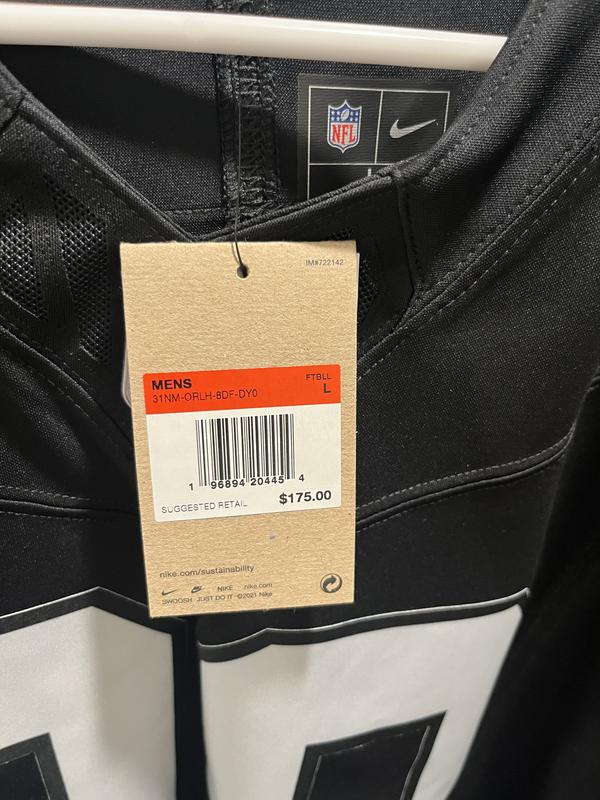 NFL
IM#722142
MENS
FTBLL
31NM-0RLH-8DF-DY0
L
1 96894 20445 4
SUGGESTED RETAIL $175.00
nike.com/sustainability
NIKE nike.com
SWOOSH JUST DO IT ©2021 Nike